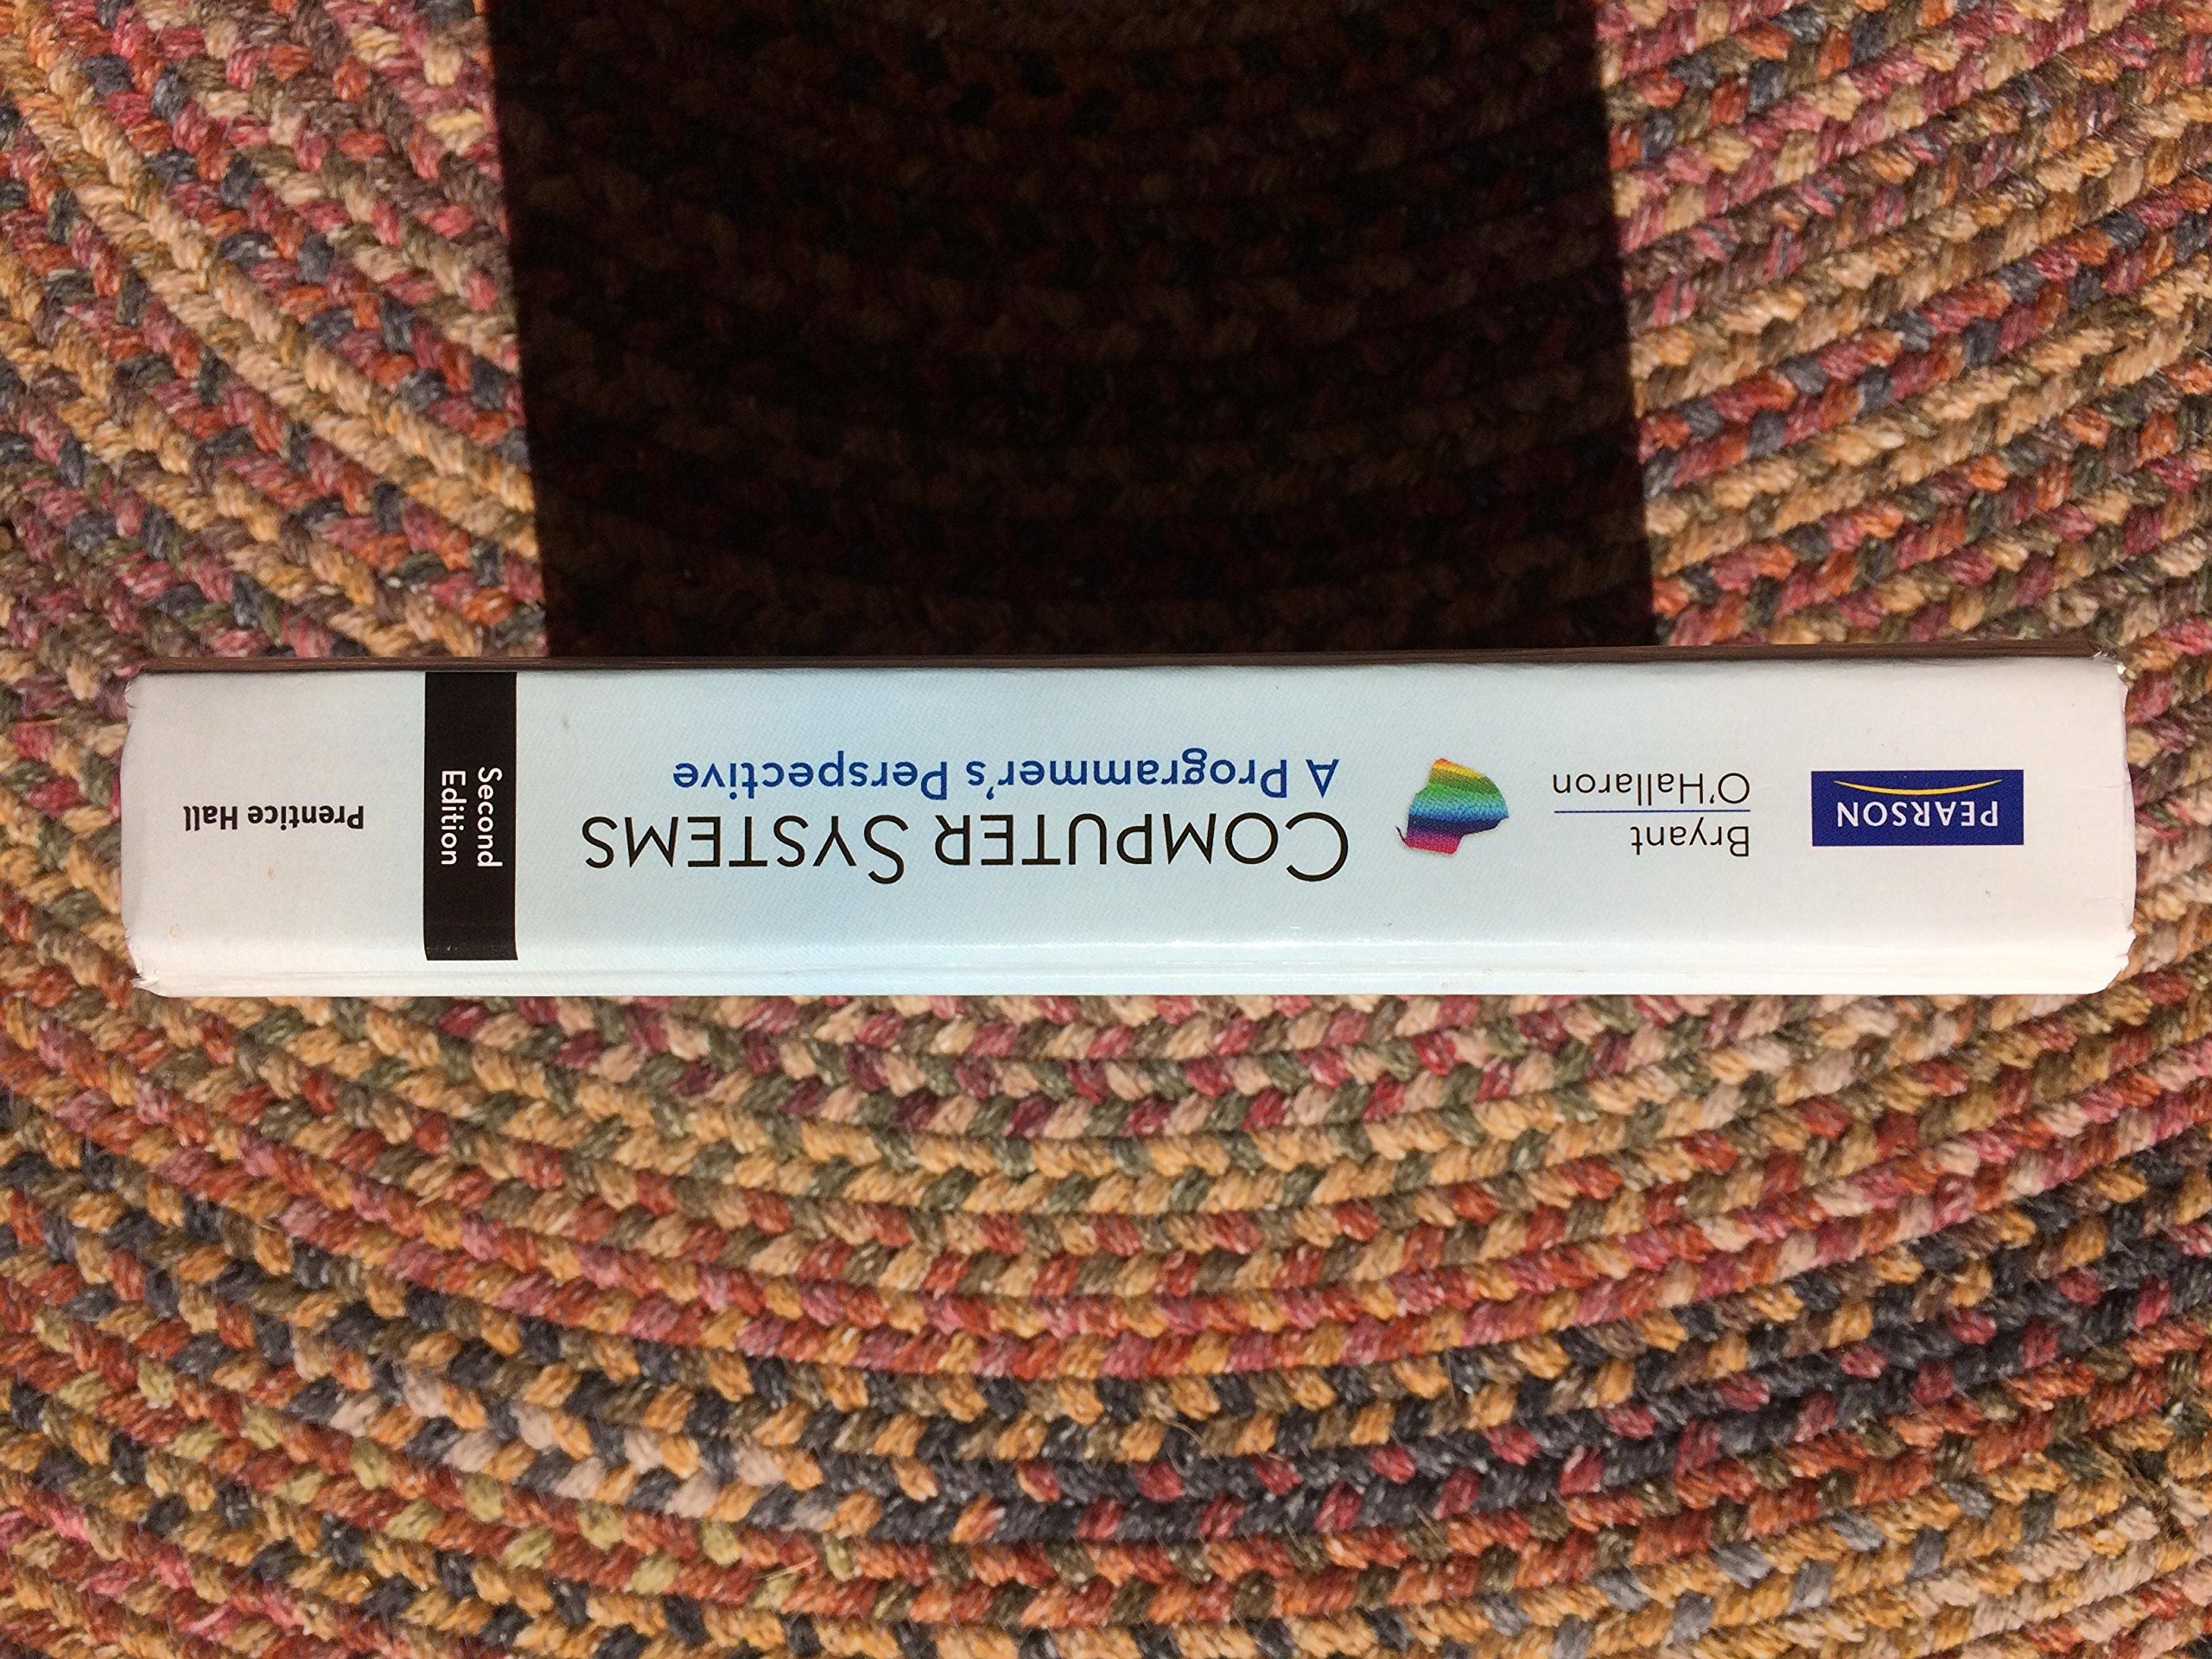 PEARSON
Bryant
O'Hallaron
COMPUTER SYSTEMS
A Programmer's Perspective
Second
Edition
Prentice Hall